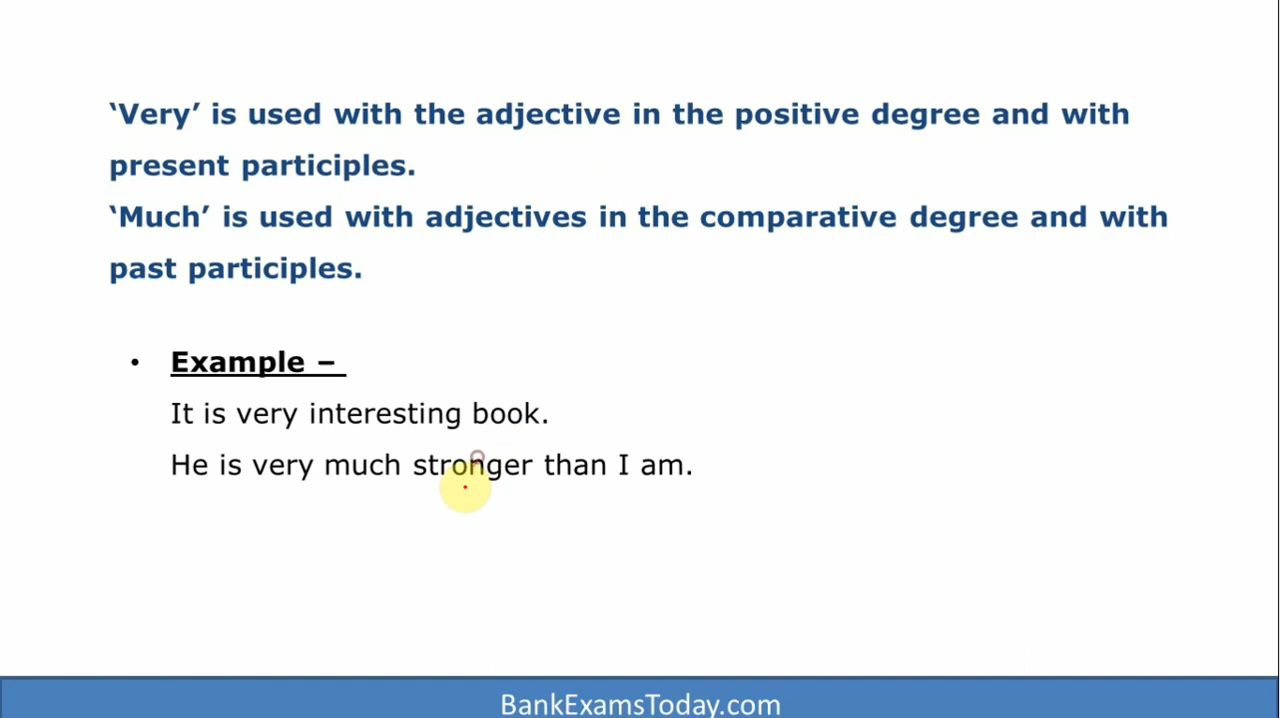 ‘Very’ is used with the adjective in the positive degree and with
present participles.
‘Much’ is used with adjectives in the comparative degree and with
past participles.
• Example –
It is very interesting book.
He is very much stronger than I am.
BankExamsToday.com